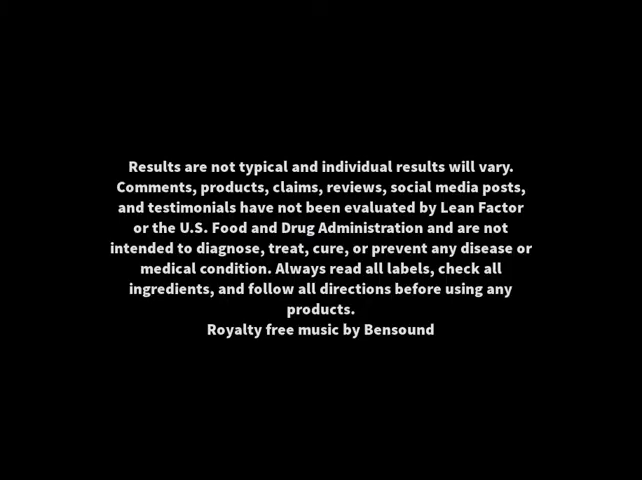 Results are not typical and individual results will vary.
Comments, products, claims, reviews, social media posts,
and testimonials have not been evaluated by Lean Factor
or the U.S. Food and Drug Administration and are not
intended to diagnose, treat, cure, or prevent any disease or
medical condition. Always read all labels, check all
ingredients, and follow all directions before using any
products.
Royalty free music by Bensound